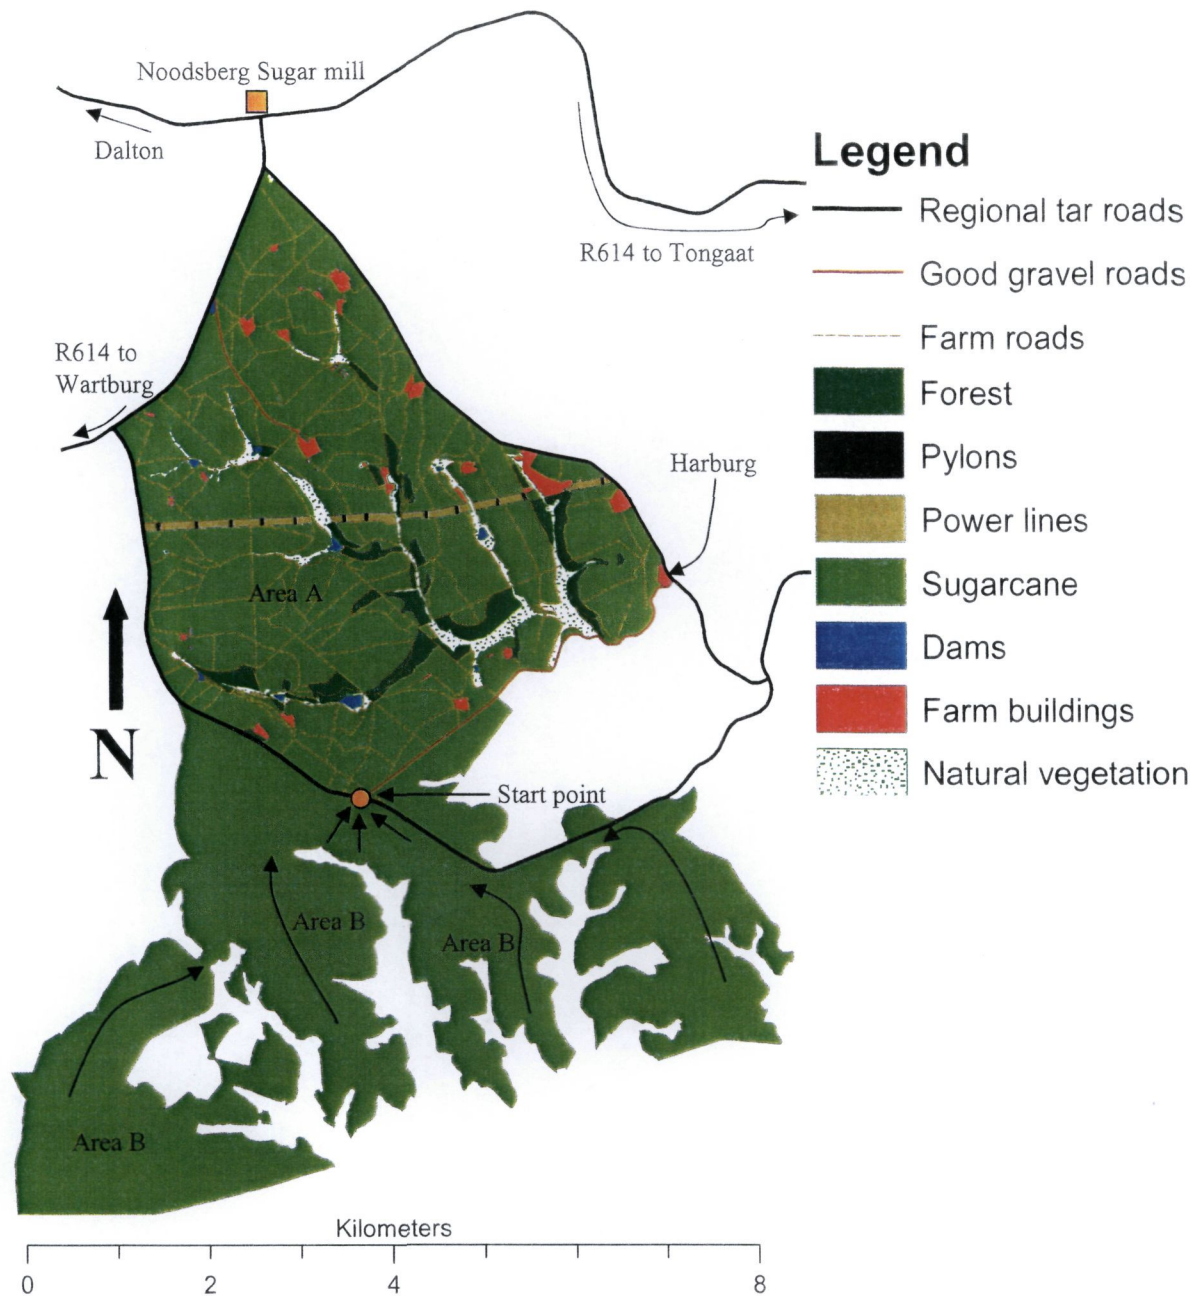 Noodsberg Sugar mill
Dalton
R614 to Tongaat
R614 to
Wartburg
Harburg
Area A
N
Start point
Area B
Area B
Area B
Legend
Regional tar roads
Good gravel roads
Farm roads
Forest
Pylons
Power lines
Sugarcane
Dams
Farm buildings
Natural vegetation
Kilometers
0 2 4 8